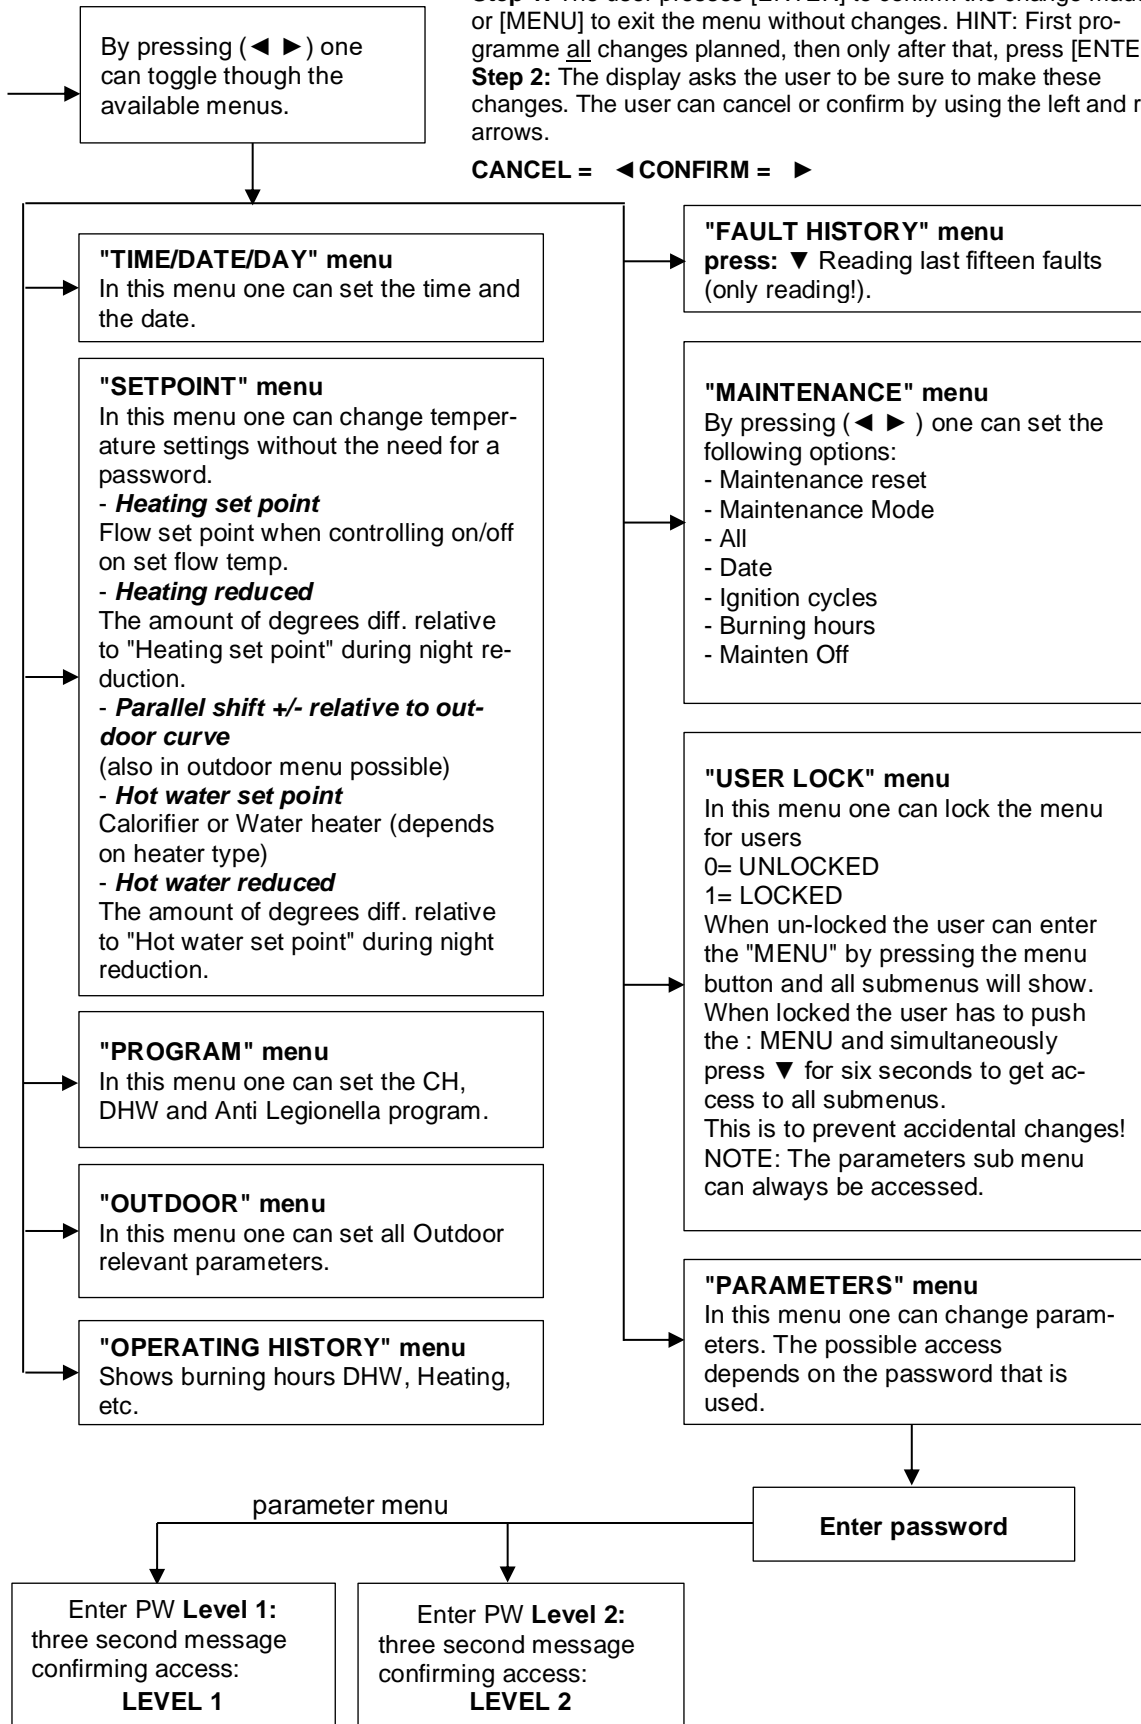 Step 1: The user presses [ENTER] to confirm the change made
or [MENU] to exit the menu without changes. HINT: First pro-
gramme all changes planned, then only after that, press [ENTE
Step 2: The display asks the user to be sure to make these
changes. The user can cancel or confirm by using the left and r
arrows.
CANCEL = ◄ CONFIRM = ►
By pressing (◄ ►) one
can toggle though the
available menus.
"TIME/DATE/DAY" menu
In this menu one can set the time and
the date.
"SETPOINT" menu
In this menu one can change temper-
ature settings without the need for a
password.
- Heating set point
Flow set point when controlling on/off
on set flow temp.
- Heating reduced
The amount of degrees diff. relative
to "Heating set point" during night re-
duction.
- Parallel shift +/- relative to out-
door curve
(also in outdoor menu possible)
- Hot water set point
Calorifier or Water heater (depends
on heater type)
- Hot water reduced
The amount of degrees diff. relative
to "Hot water set point" during night
reduction.
"PROGRAM" menu
In this menu one can set the CH,
DHW and Anti Legionella program.
"OUTDOOR" menu
In this menu one can set all Outdoor
relevant parameters.
"OPERATING HISTORY" menu
Shows burning hours DHW, Heating,
etc.
"FAULT HISTORY" menu
press: ▼ Reading last fifteen faults
(only reading!).
"MAINTENANCE" menu
By pressing (◄ ► ) one can set the
following options:
- Maintenance reset
- Maintenance Mode
- All
- Date
- Ignition cycles
- Burning hours
- Mainten Off
"USER LOCK" menu
In this menu one can lock the menu
for users
0= UNLOCKED
1= LOCKED
When un-locked the user can enter
the "MENU" by pressing the menu
button and all submenus will show.
When locked the user has to push
the : MENU and simultaneously
press ▼ for six seconds to get ac-
cess to all submenus.
This is to prevent accidental changes!
NOTE: The parameters sub menu
can always be accessed.
"PARAMETERS" menu
In this menu one can change param-
eters. The possible access
depends on the password that is
used.
Enter password
parameter menu
Enter PW Level 1:
three second message
confirming access:
LEVEL 1
Enter PW Level 2:
three second message
confirming access:
LEVEL 2